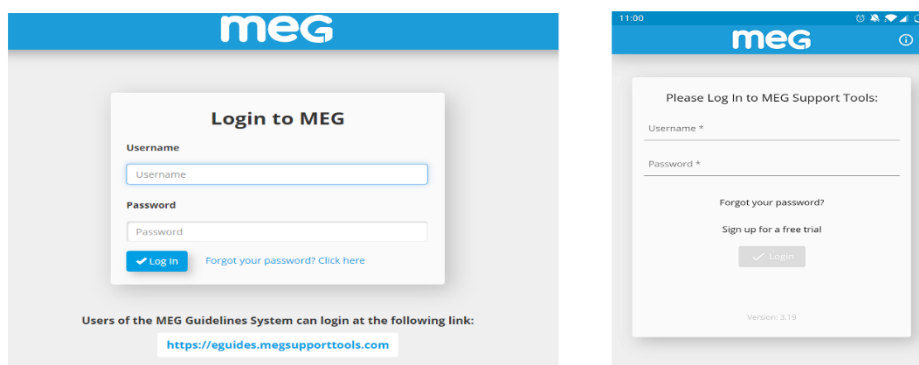 meg
Login to MEG
Username
Username
Password
Password
Log In Forgot your password? Click here
Users of the MEG Guidelines System can login at the following link:
https://eguides.megsupporttools.com
11:00
meg
Please Log In to MEG Support Tools:
Username *
Password *
Forgot your password?
Sign up for a free trial
Login
Version: 3.19